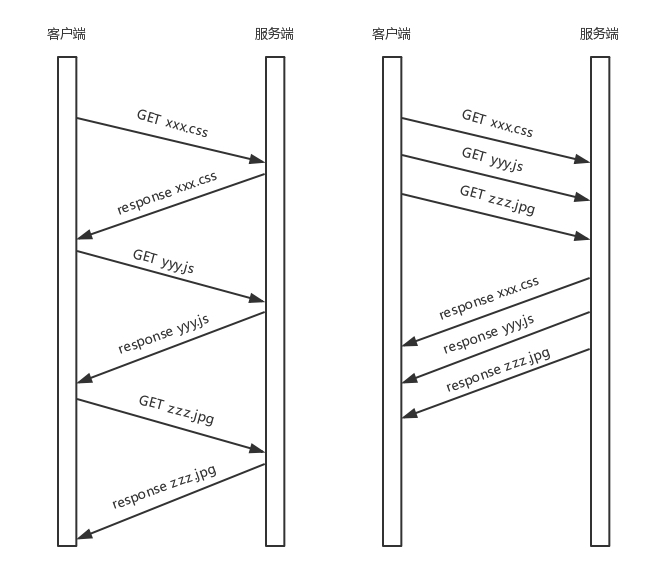 客户端
服务端
GET xxx.css
response xxx.css
GET yyy.js
response yyy.js
GET zzz.jpg
response zzz.jpg
客户端
服务端
GET xxx.css
GET yyy.js
GET zzz.jpg
response xxx.css
response yyy.js
response zzz.jpg